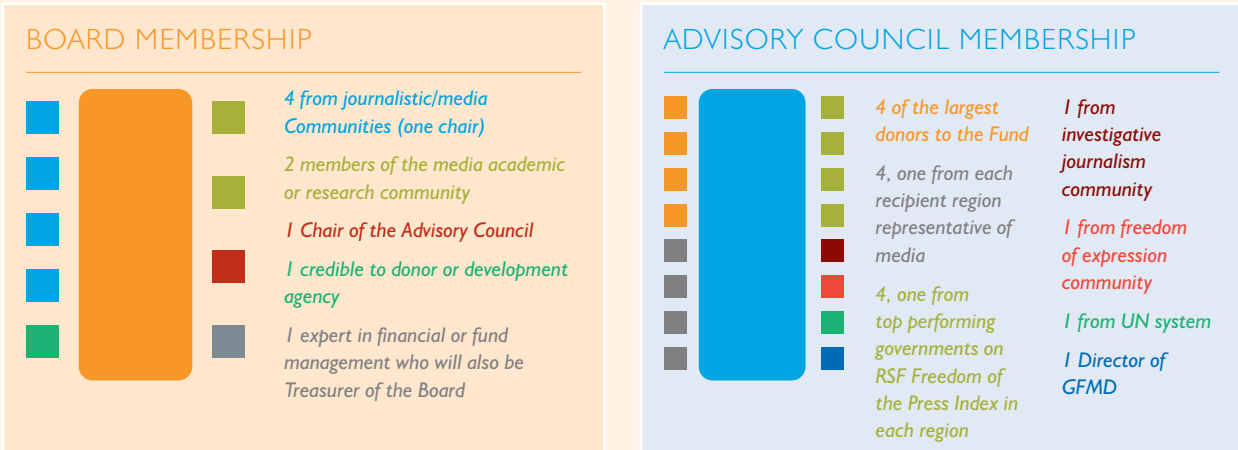 BOARD MEMBERSHIP
4 from journalistic/media
Communities (one chair)
2 members of the media academic
or research community
1 Chair of the Advisory Council
1 credible to donor or development
agency
1 expert in financial or fund
management who will also be
Treasurer of the Board
ADVISORY COUNCIL MEMBERSHIP
4 of the largest
donors to the Fund
4, one from each
recipient region
representative of
media
4, one from
top performing
governments on
RSF Freedom of
the Press Index in
each region
1 from
investigative
journalism
community
1 from freedom
of expression
community
1 from UN system
1 Director of
GFMD